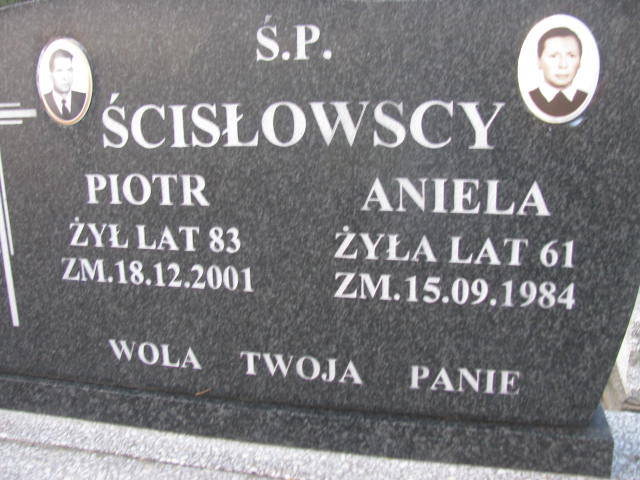 Ś.P.
ŚCISŁOWSCY
PIOTR
ŻYŁ LAT 83
ZM.18.12.2001
ANIELA
ŻYŁA LAT 61
ZM.15.09.1984
WOLA TWOJA PANIE